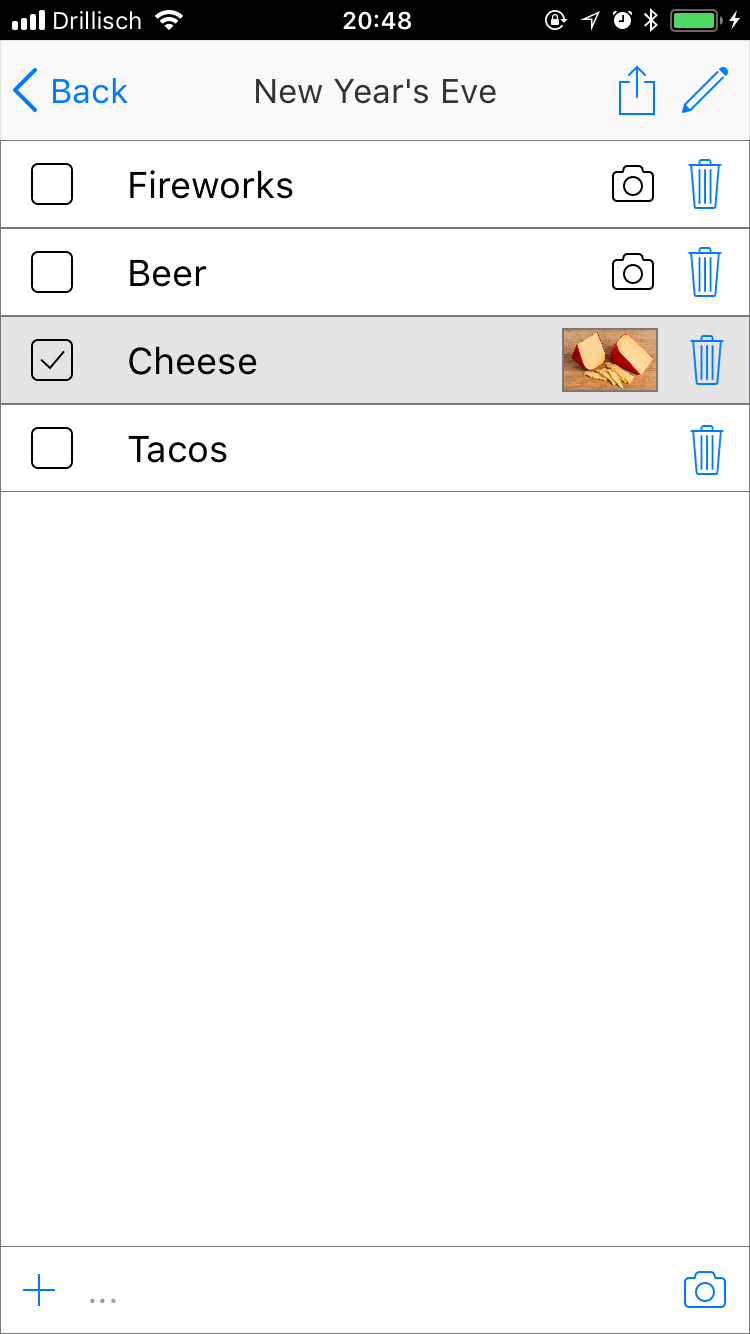 Drillisch 20:48
Back New Year's Eve
Fireworks
Beer
Cheese
Tacos
...